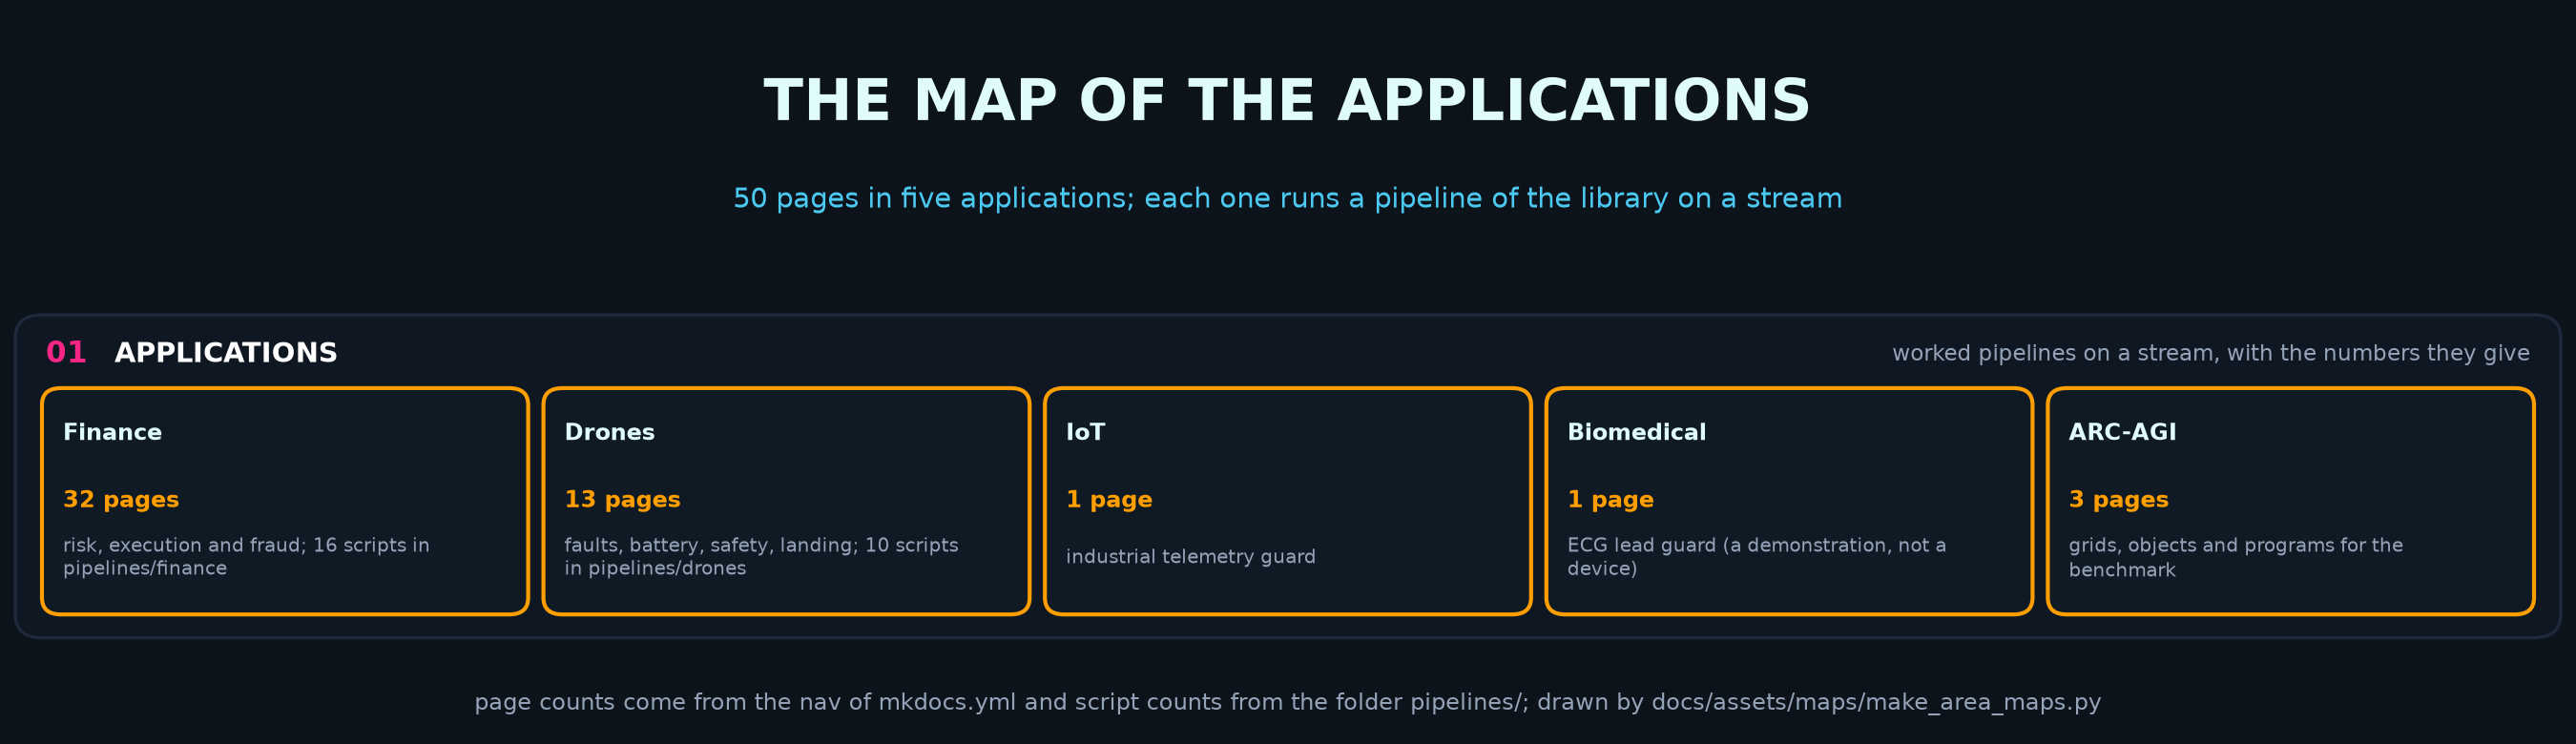 THE MAP OF THE APPLICATIONS
50 pages in five applications; each one runs a pipeline of the library on a stream
01 APPLICATIONS
worked pipelines on a stream, with the numbers they give
Finance
32 pages
risk, execution and fraud; 16 scripts in
pipelines/finance
Drones
13 pages
faults, battery, safety, landing; 10 scripts
in pipelines/drones
IoT
1 page
industrial telemetry guard
Biomedical
1 page
ECG lead guard (a demonstration, not a
device)
ARC-AGI
3 pages
grids, objects and programs for the
benchmark
page counts come from the nav of mkdocs.yml and script counts from the folder pipelines/; drawn by docs/assets/maps/make_area_maps.py